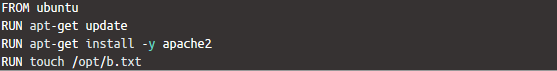 FROM ubuntu
RUN apt-get update
RUN apt-get install -y apache2
RUN touch /opt/b.txt